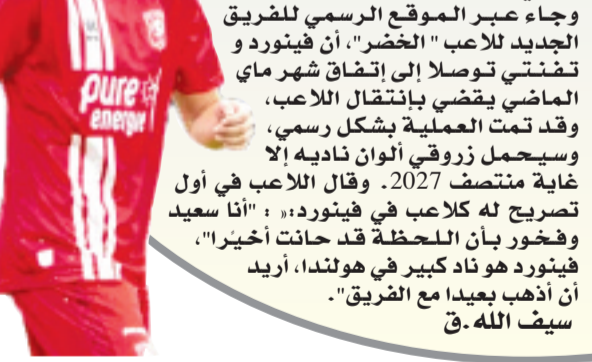 وجاء عبر الموقع الرسمي للفريق
الجديد للاعب " الخضر"، أن فينورد و
تفنتي توصلا إلى إتفاق شهر ماي
الماضي يقضي بإنتقال اللاعب،
وقد تمت العملية بشكل رسمي،
وسيحمل زروقي ألوان ناديه إلا
غاية منتصف 2027. وقال اللاعب في أول
تصريح له كلاعب في فينورد:« : "أنا سعيد
وفخور بأن اللحظة قد حانت أخيًرا"،
فينورد هو ناد كبير في هولندا، أريد
أن أذهب بعيدا مع الفريق".
سيف الله.ق
pure
energie